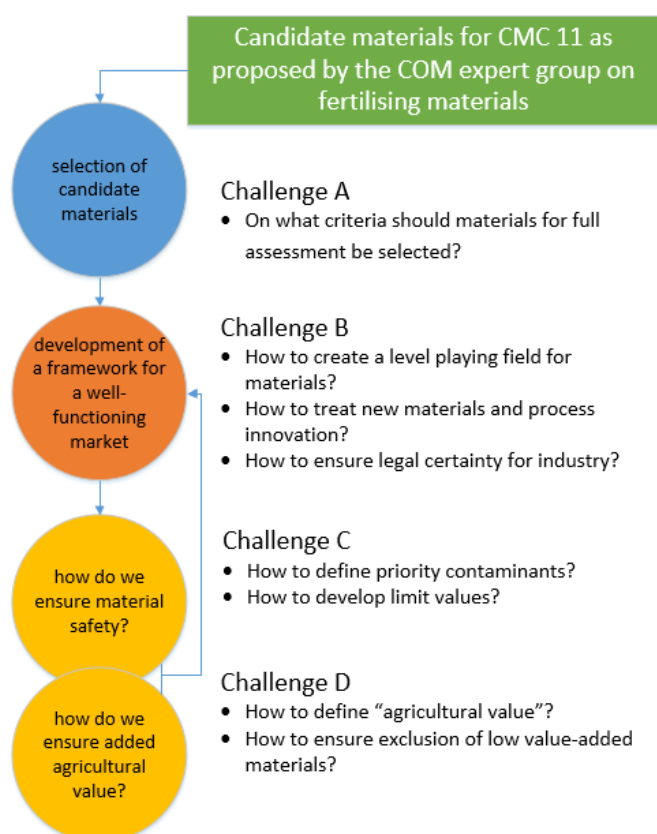 Candidate materials for CMC 11 as
proposed by the COM expert group on
fertilising materials
selection of
candidate
materials
Challenge A
• On what criteria should materials for full
assessment be selected?
development of
a framework for
a well-
functioning
market
Challenge B
• How to create a level playing field for
materials?
• How to treat new materials and process
innovation?
• How to ensure legal certainty for industry?
how do we
ensure material
safety?
Challenge C
• How to define priority contaminants?
• How to develop limit values?
how do we
ensure added
agricultural
value?
Challenge D
• How to define “agricultural value”?
• How to ensure exclusion of low value-added
materials?